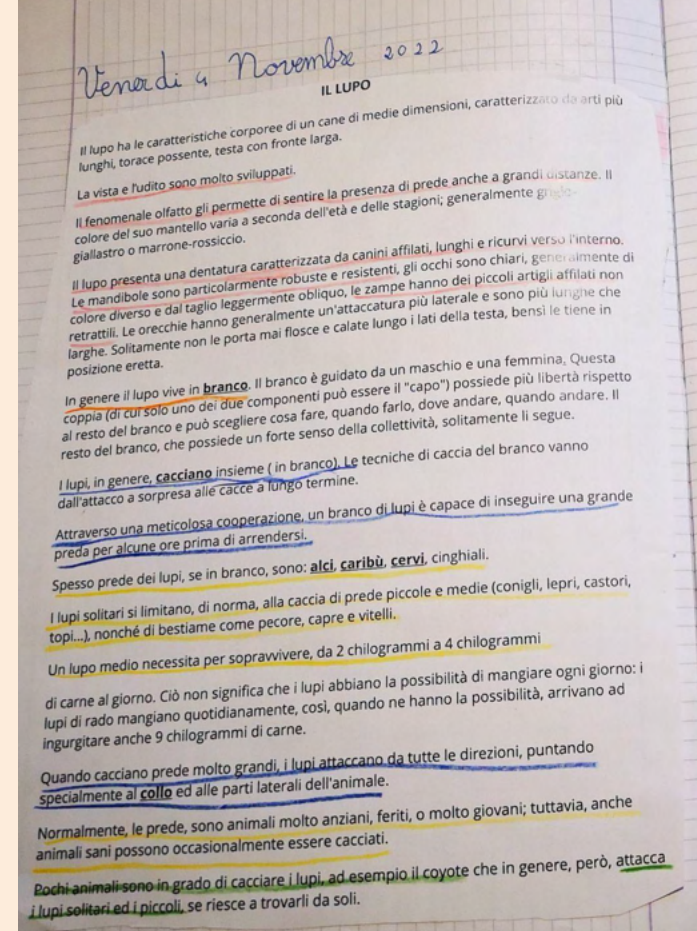 Venerdì 4 Novembre 2022
IL LUPO
Il lupo ha le caratteristiche corporee di un cane di medie dimensioni, caratterizzato da arti più
lunghi, torace possente, testa con fronte larga.
La vista e l'udito sono molto sviluppati.
Il fenomenale olfatto gli permette di sentire la presenza di prede anche a grandi distanze. Il
colore del suo mantello varia a seconda dell'età e delle stagioni; generalmente
giallastro o marrone-rossiccio.
Il lupo presenta una dentatura caratterizzata da canini affilati, lunghi e ricurvi verso l'interno.
Le mandibole sono particolarmente robuste e resistenti, gli occhi sono chiari, generalmente di
colore diverso e dal taglio leggermente obliquo, le zampe hanno dei piccoli artigli affilati non
retrattili. Le orecchie hanno generalmente un'attaccatura più laterale e sono più lunghe che
larghe. Solitamente non le porta mai flosce e calate lungo i lati della testa, bensì le tiene in
posizione eretta.
In genere il lupo vive in branco. Il branco è guidato da un maschio e una femmina. Questa
coppia (di cui solo uno dei due componenti può essere il "capo") possiede più libertà rispetto
al resto del branco e può scegliere cosa fare, quando farlo, dove andare, quando andare. Il
resto del branco, che possiede un forte senso della collettività, solitamente li segue.
I lupi, in genere, cacciano insieme ( in branco). Le tecniche di caccia del branco vanno
dall'attacco a sorpresa alle cacce a lungo termine.
Attraverso una meticolosa cooperazione, un branco di lupi è capace di inseguire una grande
preda per alcune ore prima di arrendersi.
Spesso prede dei lupi, se in branco, sono: alci, caribù, cervi, cinghiali.
I lupi solitari si limitano, di norma, alla caccia di prede piccole e medie (conigli, lepri, castori,
topi...), nonché di bestiame come pecore, capre e vitelli.
Un lupo medio necessita per sopravvivere, da 2 chilogrammi a 4 chilogrammi
di carne al giorno. Ciò non significa che i lupi abbiano la possibilità di mangiare ogni giorno: i
lupi di rado mangiano quotidianamente, così, quando ne hanno la possibilità, arrivano ad
ingurgitare anche 9 chilogrammi di carne.
Quando cacciano prede molto grandi, i lupi attaccano da tutte le direzioni, puntando
specialmente al collo ed alle parti laterali dell'animale.
Normalmente, le prede, sono animali molto anziani, feriti, o molto giovani; tuttavia, anche
animali sani possono occasionalmente essere cacciati.
Pochi animali sono in grado di cacciare i lupi, ad esempio il coyote che in genere, però, attacca
i lupi solitari ed i piccoli, se riesce a trovarli da soli.